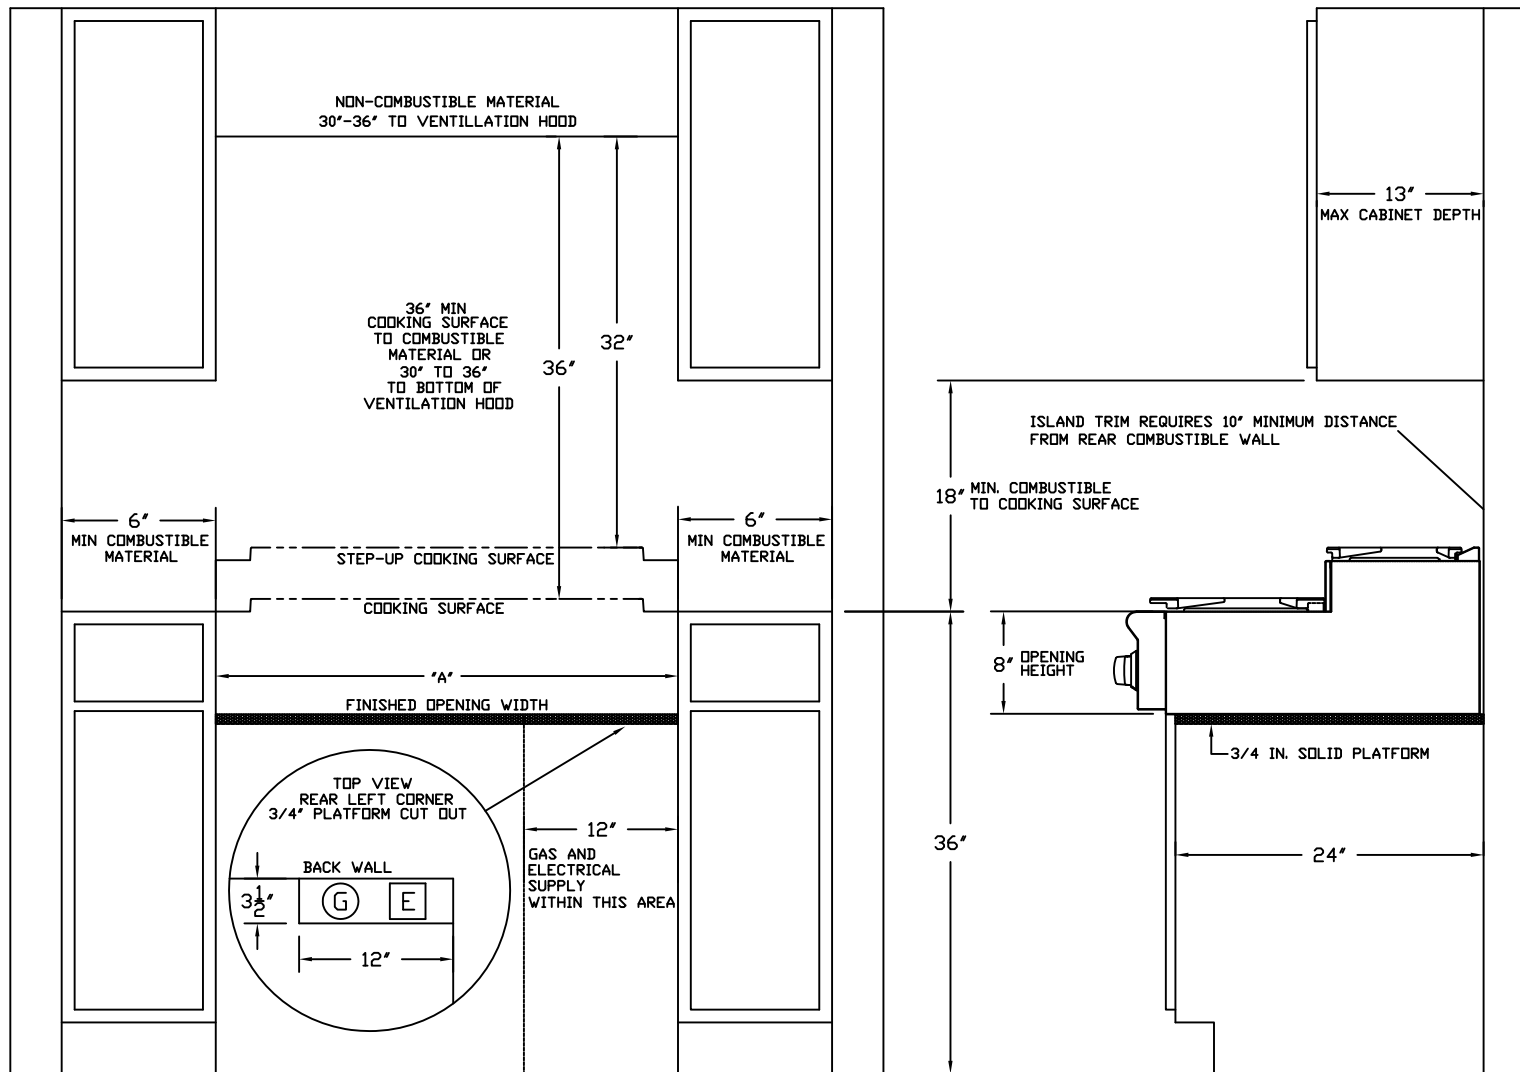 NON-COMBUSTIBLE MATERIAL
30"-36" TO VENTILLATION HOOD
36" MIN
COOKING SURFACE
TO COMBUSTIBLE
MATERIAL OR
30" TO 36"
TO BOTTOM OF
VENTILATION HOOD
36"
32"
6"
MIN COMBUSTIBLE
MATERIAL
6"
MIN COMBUSTIBLE
MATERIAL
STEP-UP COOKING SURFACE
COOKING SURFACE
"A"
FINISHED OPENING WIDTH
TOP VIEW
REAR LEFT CORNER
3/4" PLATFORM CUT OUT
BACK WALL
3 1/2"
G
E
12"
12"
GAS AND
ELECTRICAL
SUPPLY
WITHIN THIS AREA
13"
MAX CABINET DEPTH
ISLAND TRIM REQUIRES 10" MINIMUM DISTANCE
FROM REAR COMBUSTIBLE WALL
18" MIN. COMBUSTIBLE
TO COOKING SURFACE
8" OPENING
HEIGHT
3/4 IN. SOLID PLATFORM
36"
24"